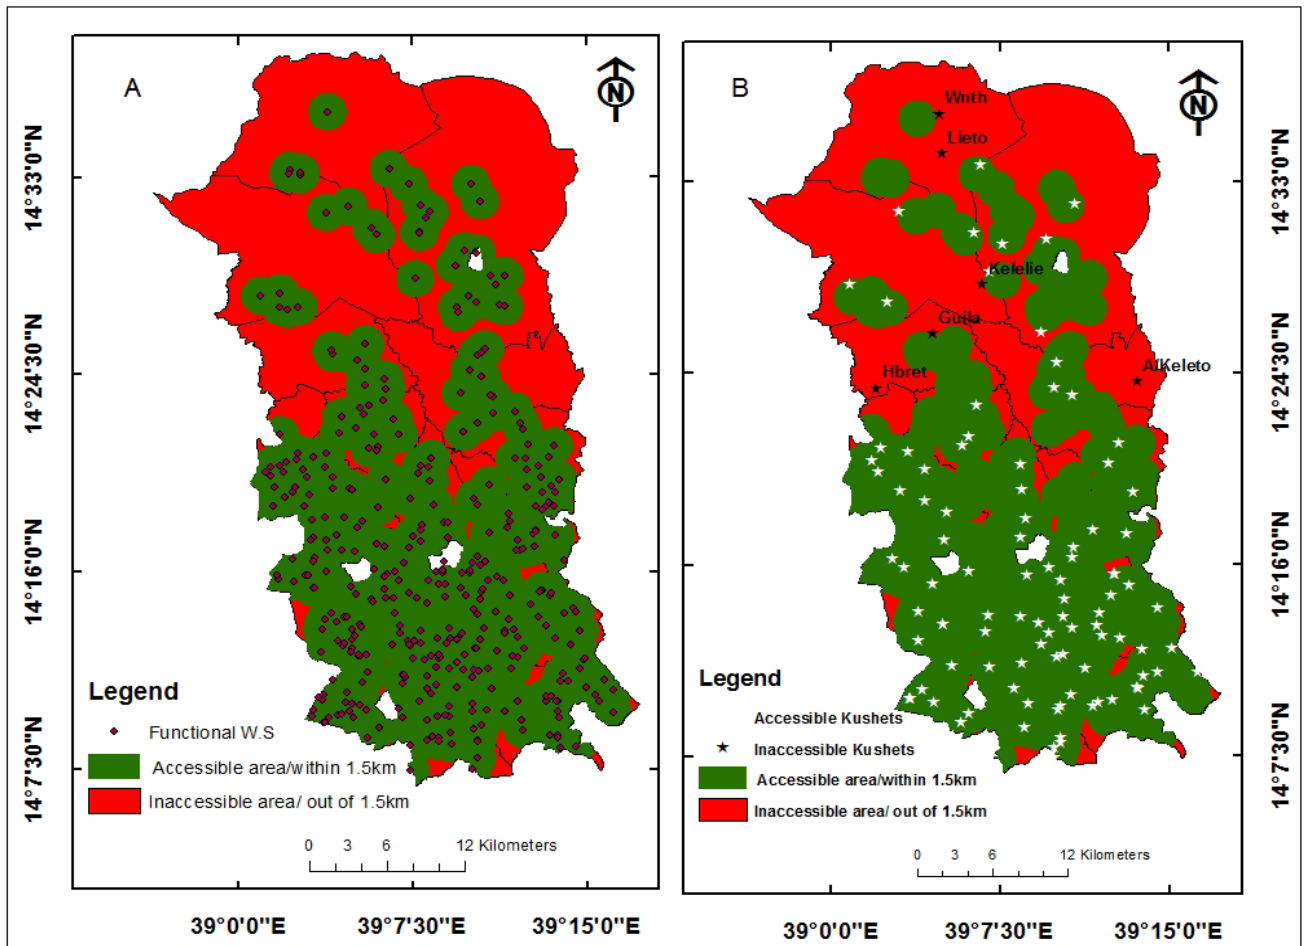 A
N
14°33'0"N
14°24'30"N
14°16'0"N
14°7'30"N
Legend
Functional W.S
Accessible area/within 1.5km
Inaccessible area/ out of 1.5km
0 3 6 12 Kilometers
39°0'0"E 39°7'30"E 39°15'0"E
B
N
Wnth
Lieto
Kefelie
Guila
Hbret
A/Keleto
14°33'0"N
14°24'30"N
14°16'0"N
14°7'30"N
Legend
Accessible Kushets
Inaccessible Kushets
Accessible area/within 1.5km
Inaccessible area/ out of 1.5km
0 3 6 12 Kilometers
39°0'0"E 39°7'30"E 39°15'0"E